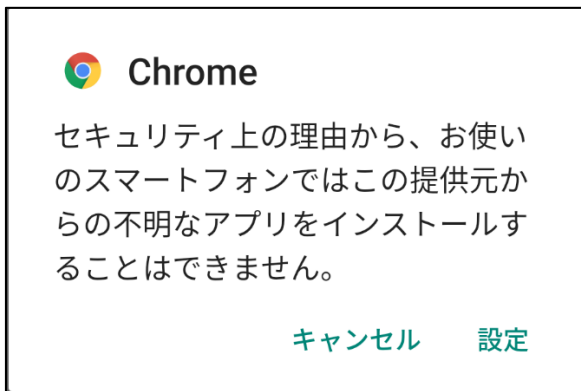 Chrome
セキュリティ上の理由から、お使い
のスマートフォンではこの提供元か
らの不明なアプリをインストールす
ることはできません。
キャンセル 設定